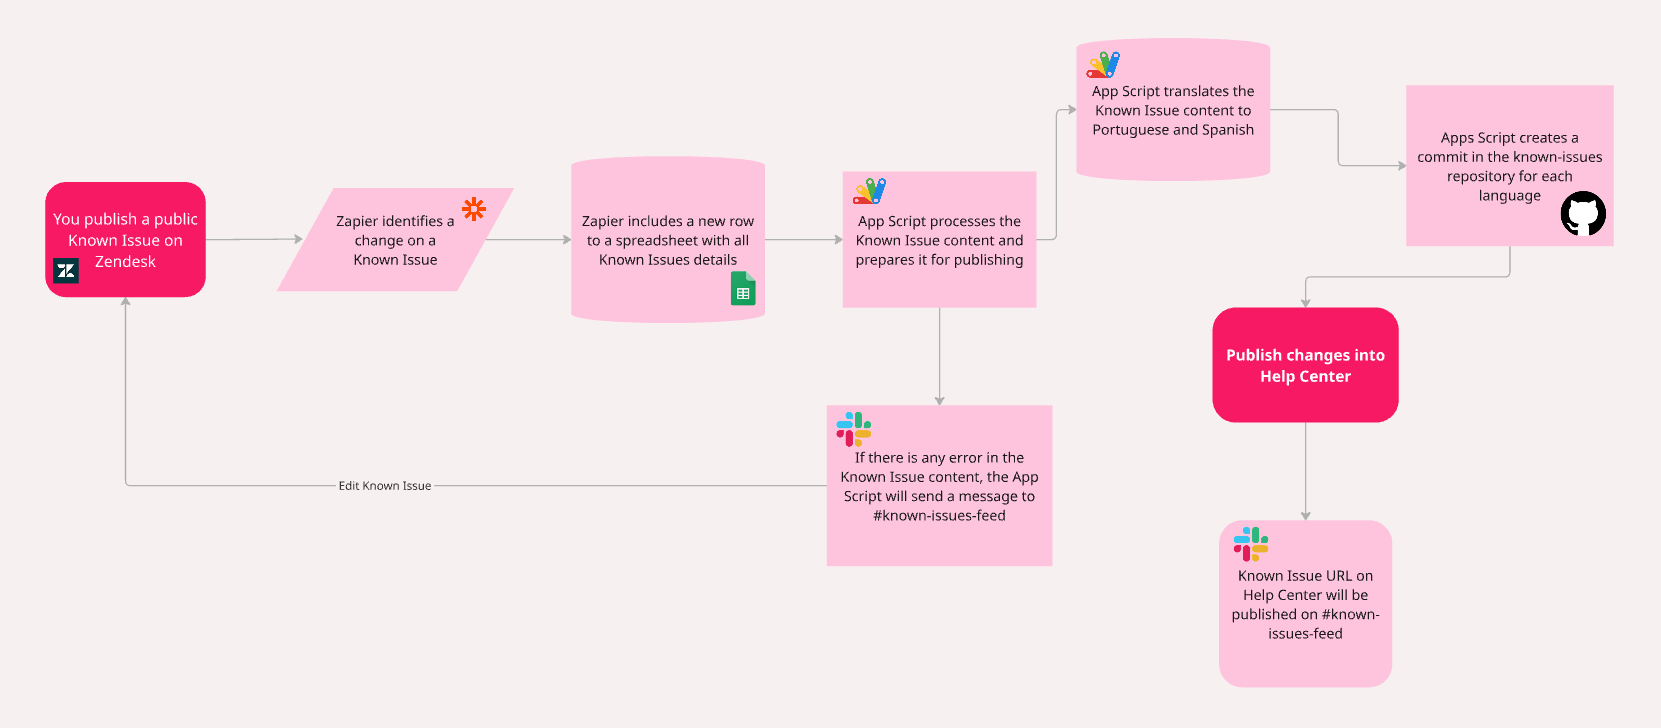 You publish a public
Known Issue on
Zendesk
Zapier identifies a
change on a
Known Issue
Zapier includes a new row
to a spreadsheet with all
Known Issues details
App Script processes the
Known Issue content and
prepares it for publishing
App Script translates the
Known Issue content to
Portuguese and Spanish
Apps Script creates a
commit in the known-issues
repository for each
language
Publish changes into
Help Center
If there is any error in the
Known Issue content, the App
Script will send a message to
#known-issues-feed
Edit Known Issue
Known Issue URL on
Help Center will be
published on #known-
issues-feed